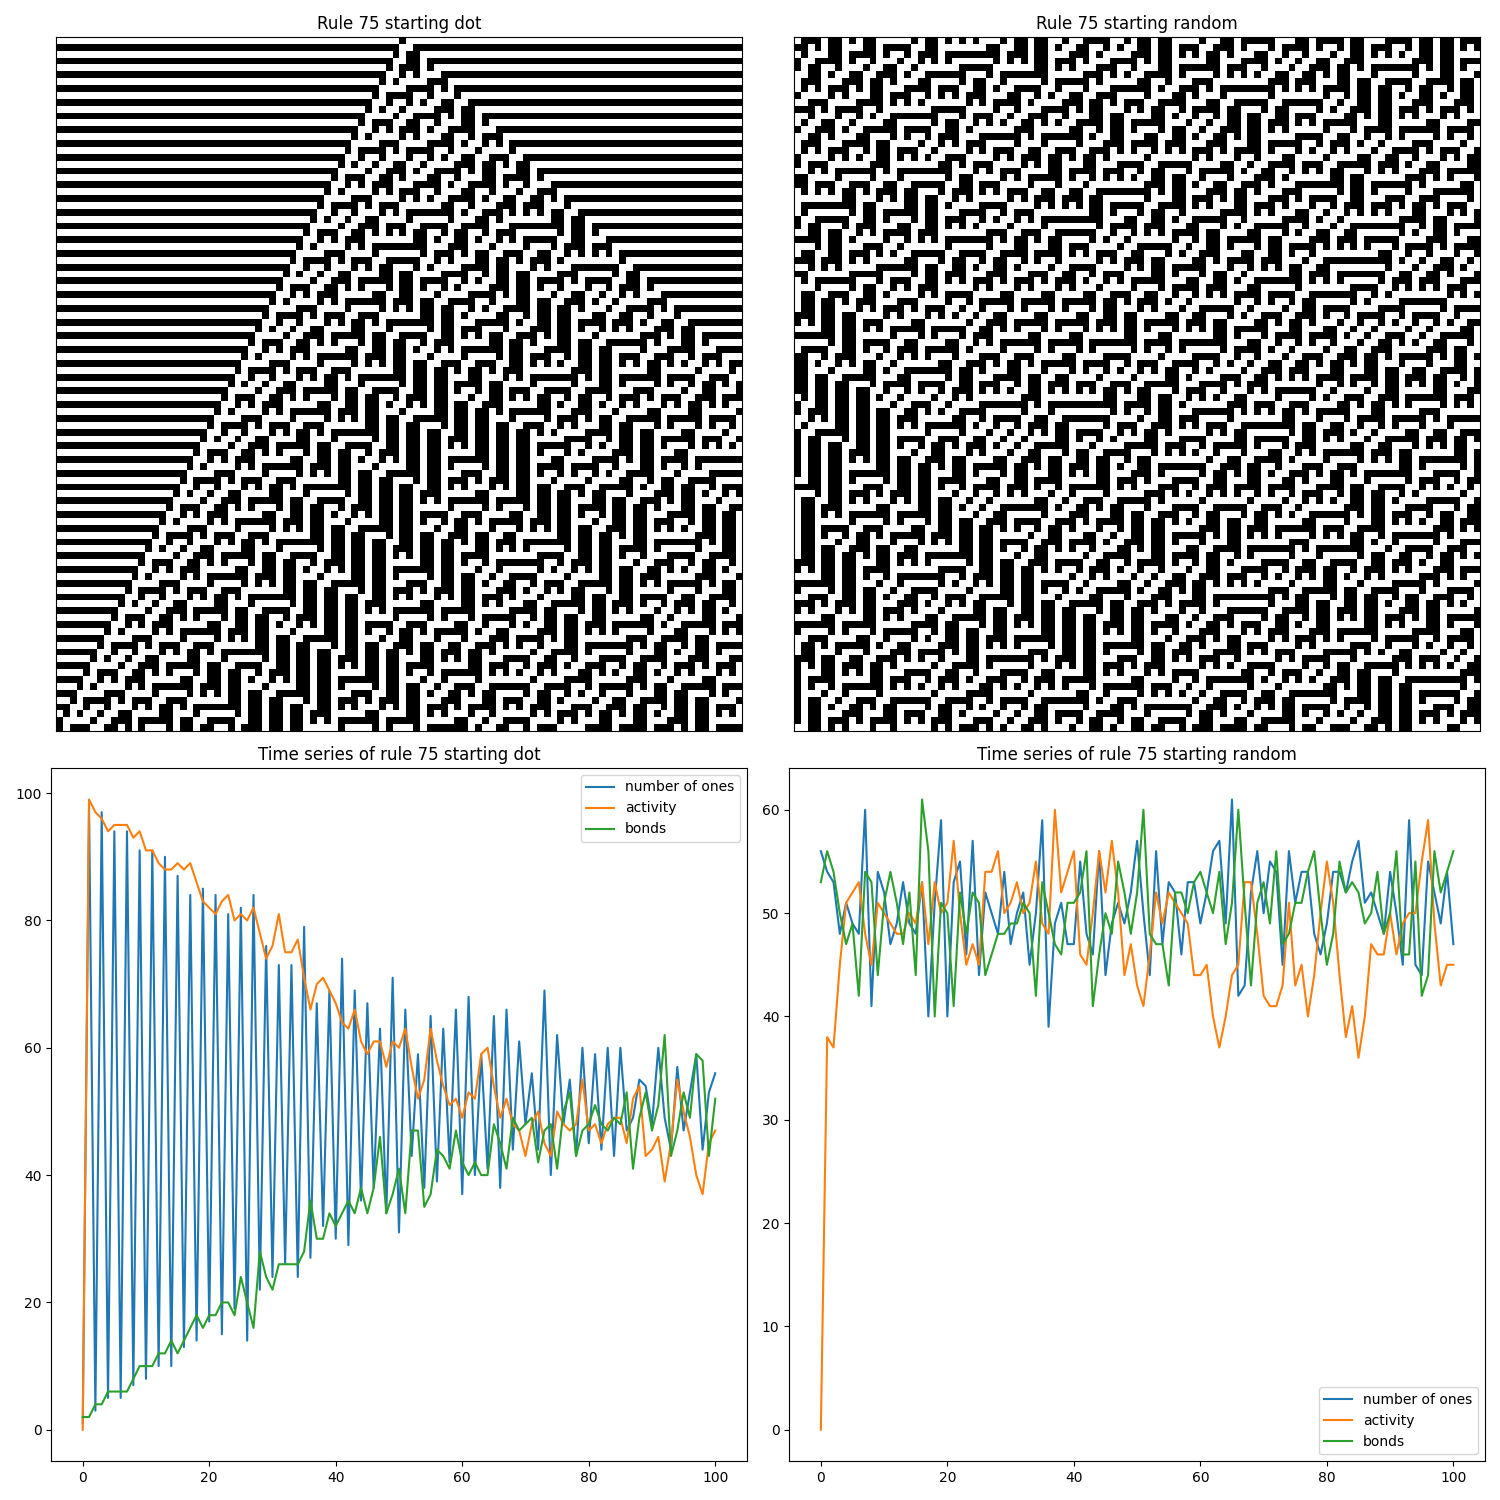 Rule 75 starting dot
Rule 75 starting random
Time series of rule 75 starting dot
100
80
60
40
20
0
0 20 40 60 80 100
number of ones
activity
bonds
Time series of rule 75 starting random
60
50
40
30
20
10
0
0 20 40 60 80 100
number of ones
activity
bonds